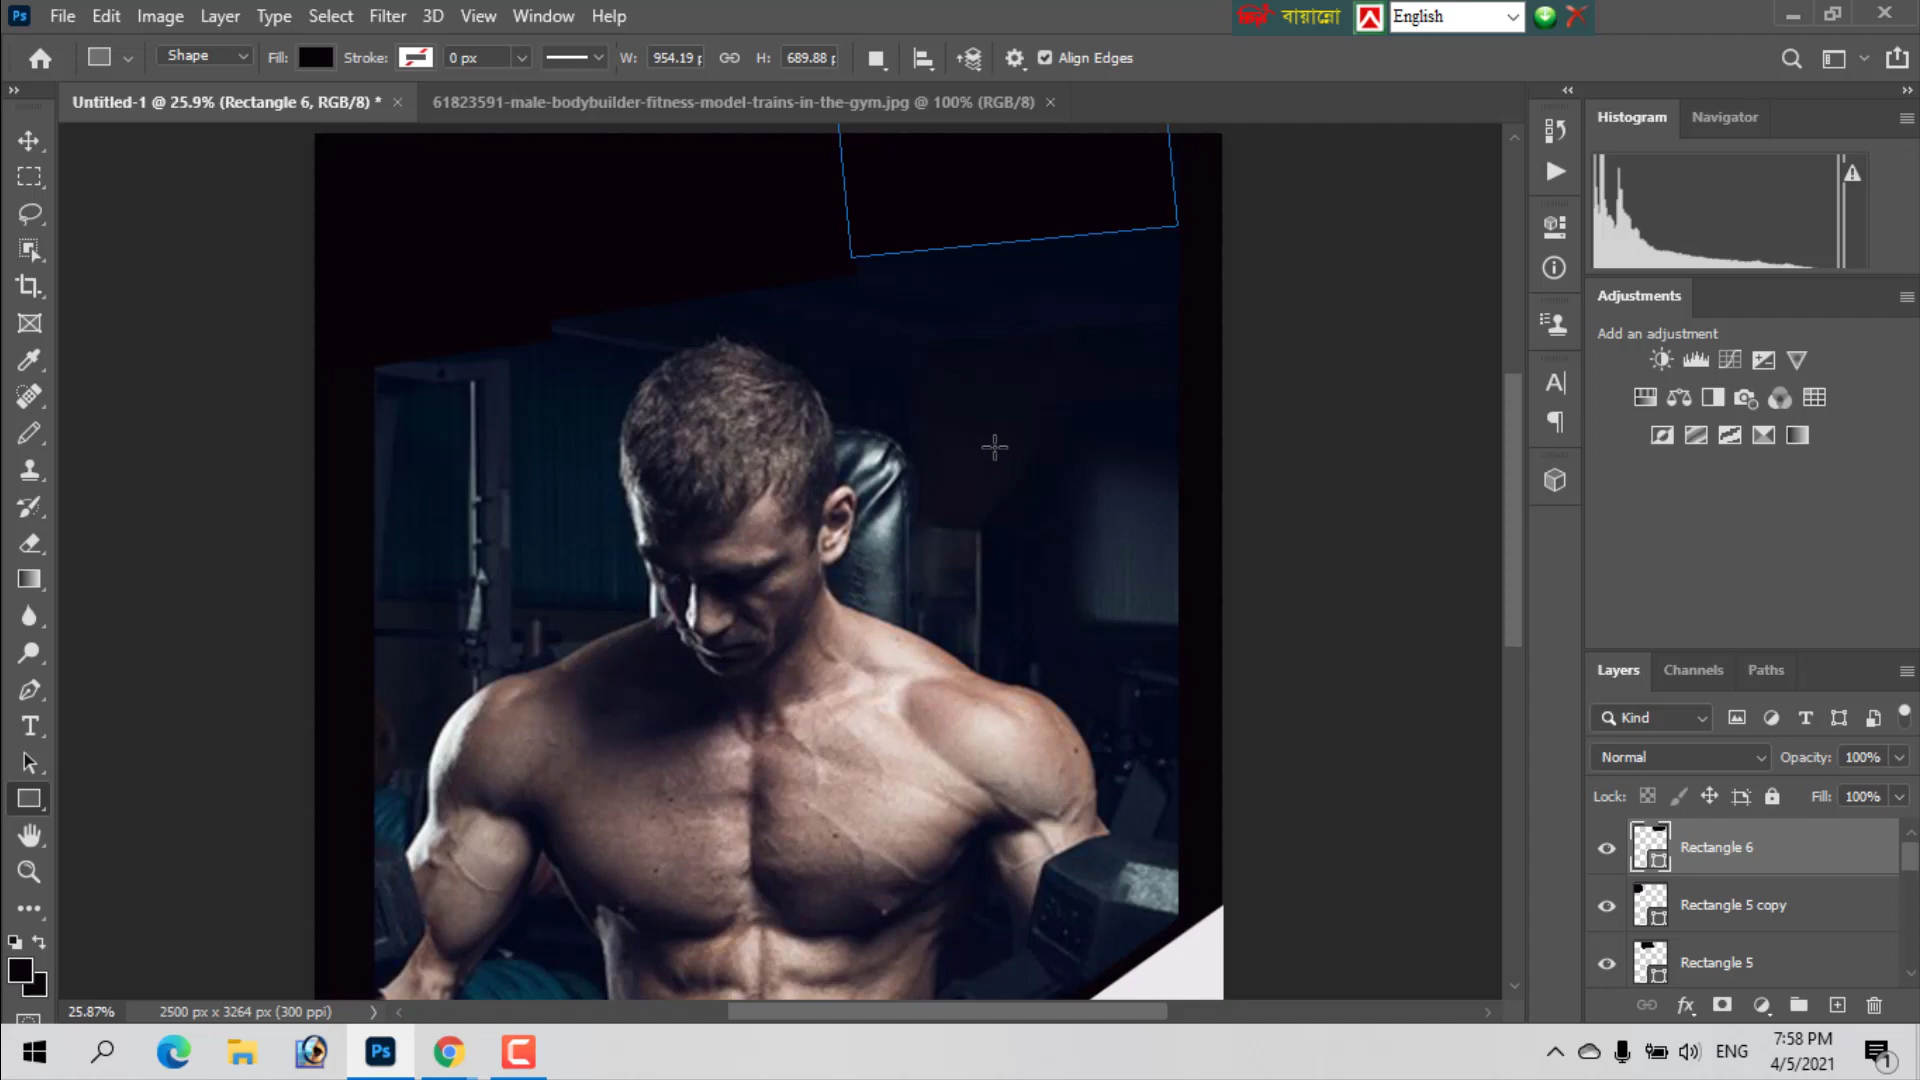 Ps File Edit Image Layer Type Select Filter 3D View Window Help
বায়ান্নো English
Shape Fill: Stroke: 0 px W: 954.19 p H: 689.88 p Align Edges
Untitled-1 @ 25.9% (Rectangle 6, RGB/8) * 61823591-male-bodybuilder-fitness-model-trains-in-the-gym.jpg @ 100% (RGB/8)
Histogram Navigator
Adjustments
Add an adjustment
Layers Channels Paths
Kind
Normal Opacity: 100%
Lock: Fill: 100%
Rectangle 6
Rectangle 5 copy
Rectangle 5
25.87% 2500 px x 3264 px (300 ppi)
Ps ENG 7:58 PM
4/5/2021
1